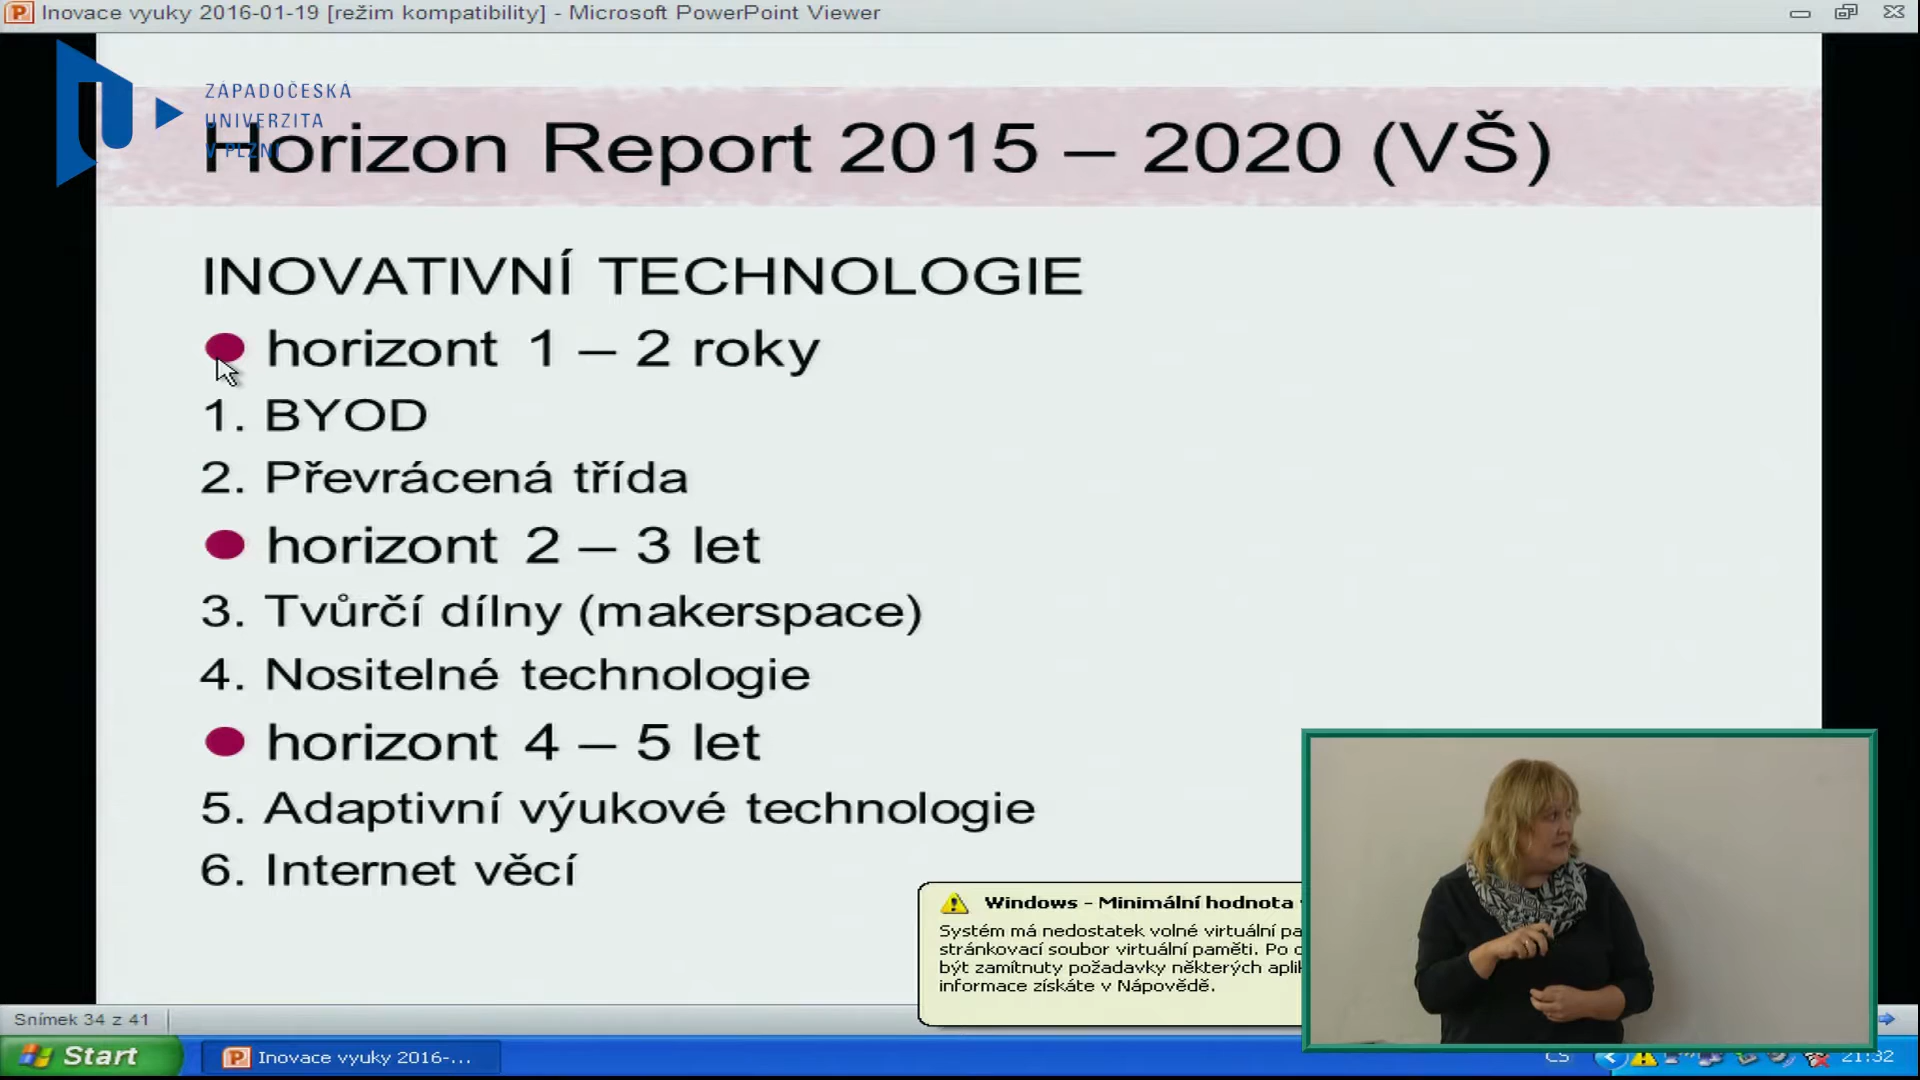 Inovace vyuky 2016-01-19 [režim kompatibility] - Microsoft PowerPoint Viewer
ZÁPADOČESKÁ
UNIVERZITA
V PLZNI
Horizon Report 2015 – 2020 (VŠ)
INOVATIVNÍ TECHNOLOGIE
horizont 1 – 2 roky
1. BYOD
2. Převrácená třída
horizont 2 – 3 let
3. Tvůrčí dílny (makerspace)
4. Nositelné technologie
horizont 4 – 5 let
5. Adaptivní výukové technologie
6. Internet věcí
Windows - Minimální hodnota
Systém má nedostatek volné virtuální
stránkovací soubor virtuální paměti. Po
být zamítnuty požadavky některých
informace získáte v Nápovědě.
Snímek 34 z 41
Start
Inovace vyuky 2016-...
CS
21:32